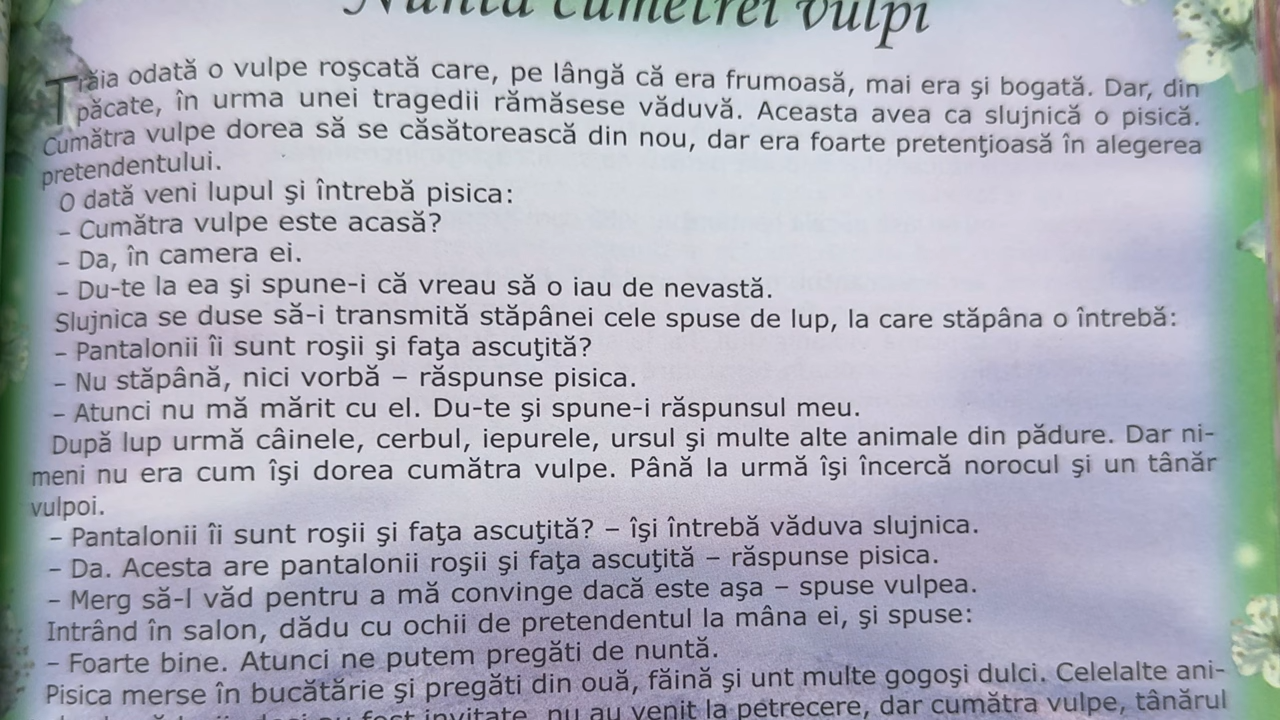 Nunta cumetrei vulpi
Trăia odată o vulpe roşcată care, pe lângă că era frumoasă, mai era şi bogată. Dar, din
păcate, în urma unei tragedii rămăsese văduvă. Aceasta avea ca slujnică o pisică.
Cumătra vulpe dorea să se căsătorească din nou, dar era foarte pretenţioasă în alegerea
pretendentului.
O dată veni lupul şi întrebă pisica:
– Cumătra vulpe este acasă?
– Da, în camera ei.
– Du-te la ea şi spune-i că vreau să o iau de nevastă.
Slujnica se duse să-i transmită stăpânei cele spuse de lup, la care stăpâna o întrebă:
– Pantalonii îi sunt roşii şi faţa ascuţită?
– Nu stăpână, nici vorbă – răspunse pisica.
– Atunci nu mă mărit cu el. Du-te şi spune-i răspunsul meu.
După lup urmă câinele, cerbul, iepurele, ursul şi multe alte animale din pădure. Dar ni-
meni nu era cum îşi dorea cumătra vulpe. Până la urmă îşi încercă norocul şi un tânăr
vulpoi.
– Pantalonii îi sunt roşii şi faţa ascuţită? – îşi întrebă văduva slujnica.
– Da. Acesta are pantalonii roşii şi faţa ascuţită – răspunse pisica.
– Merg să-l văd pentru a mă convinge dacă este aşa – spuse vulpea.
Intrând în salon, dădu cu ochii de pretendentul la mâna ei, şi spuse:
– Foarte bine. Atunci ne putem pregăti de nuntă.
Pisica merse în bucătărie şi pregăti din ouă, făină şi unt multe gogoşi dulci. Celelalte ani-
au fost invitate, nu au venit la petrecere, dar cumătra vulpe, tânărul